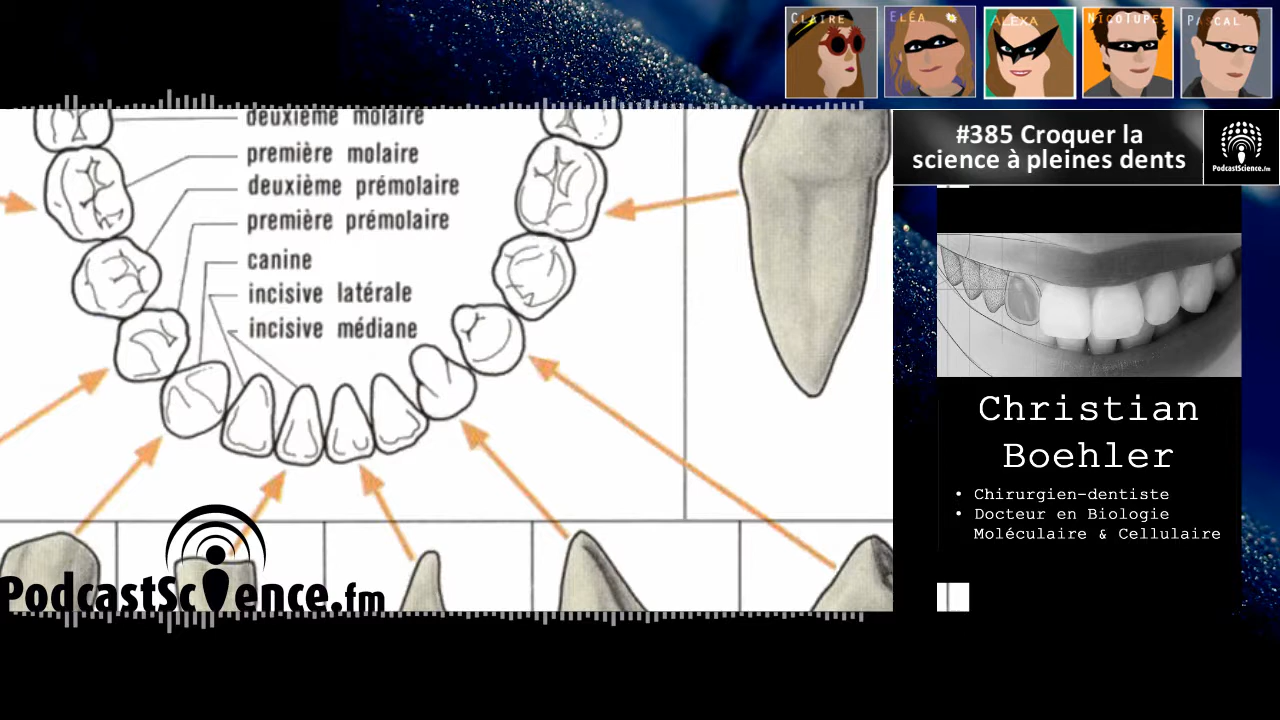 CLAIRE
ELÉA
ALEXA
NICOTUPE
PASCAL
#385 Croquer la
science à pleines dents
PodcastScience.fm
deuxième molaire
première molaire
deuxième prémolaire
première prémolaire
canine
incisive latérale
incisive médiane
Christian
Boehler
• Chirurgien-dentiste
• Docteur en Biologie
Moléculaire & Cellulaire
PodcastScience.fm